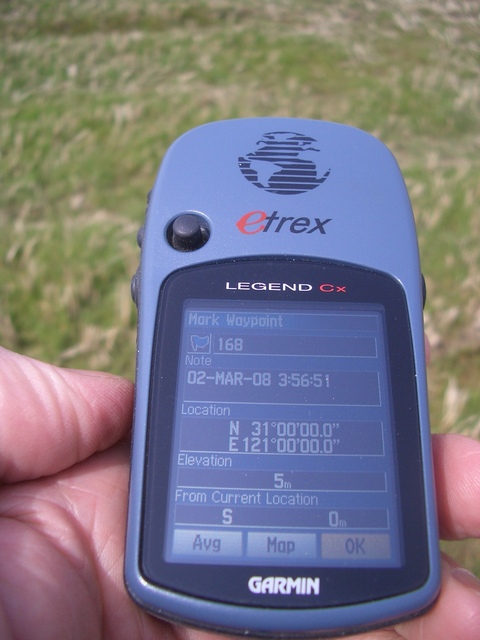 etrex
LEGEND Cx
Mark Waypoint
168
Note
02-MAR-08 3:56:51
Location
N 31°00'00.0"
E 121°00'00.0"
Elevation
5m
From Current Location
S 0m
Avg Map OK
GARMIN